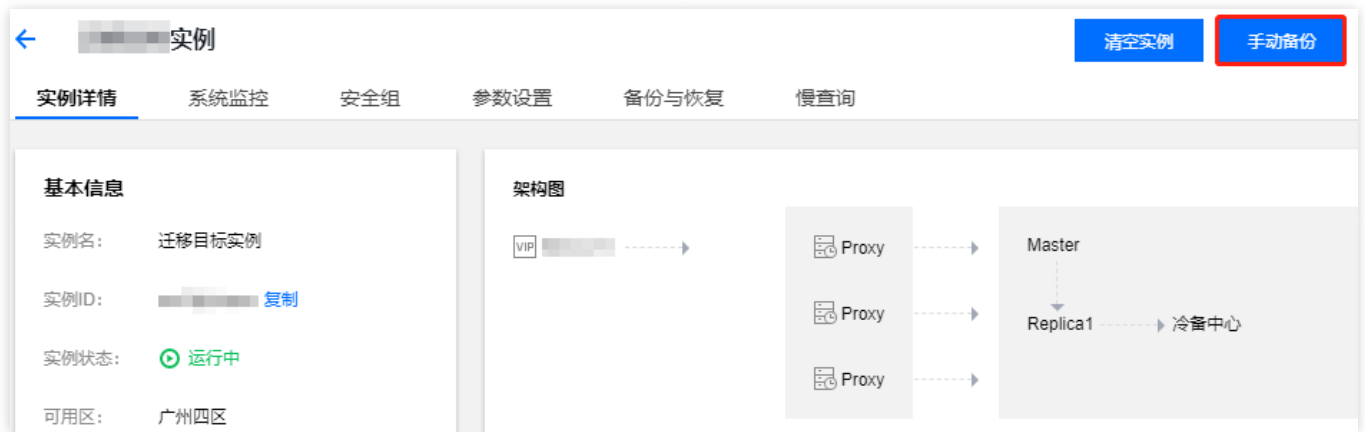 实例
清空实例
手动备份
实例详情
系统监控
安全组
参数设置
备份与恢复
慢查询
基本信息
实例名：
迁移目标实例
实例ID：
复制
实例状态：
运行中
可用区：
广州四区
架构图
VIP
Proxy
Proxy
Proxy
Master
Replica1
冷备中心